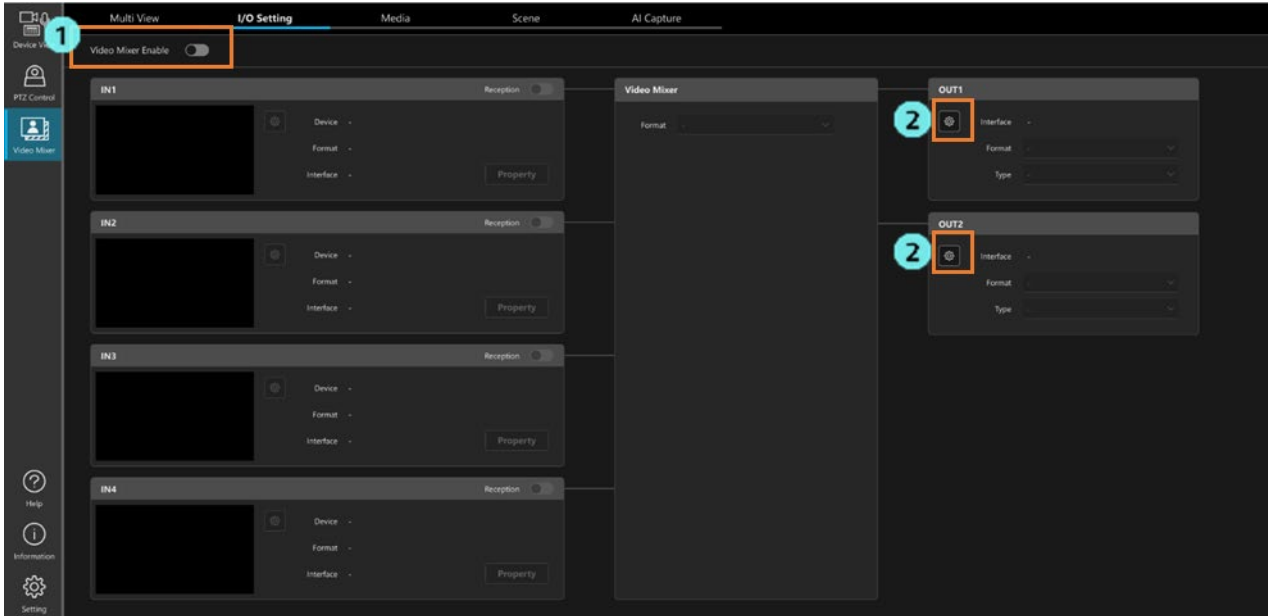 Multi View
I/O Setting
Media
Scene
AI Capture
1
Video Mixer Enable
Device Vi
PTZ Control
Video Mixer
Help
Information
Setting
IN1
Reception
Device -
Format -
Interface -
Property
IN2
Reception
Device -
Format -
Interface -
Property
IN3
Reception
Device -
Format -
Interface -
Property
IN4
Reception
Device -
Format -
Interface -
Property
Video Mixer
Format -
OUT1
2
Interface -
Format -
Type -
OUT2
2
Interface -
Format -
Type -